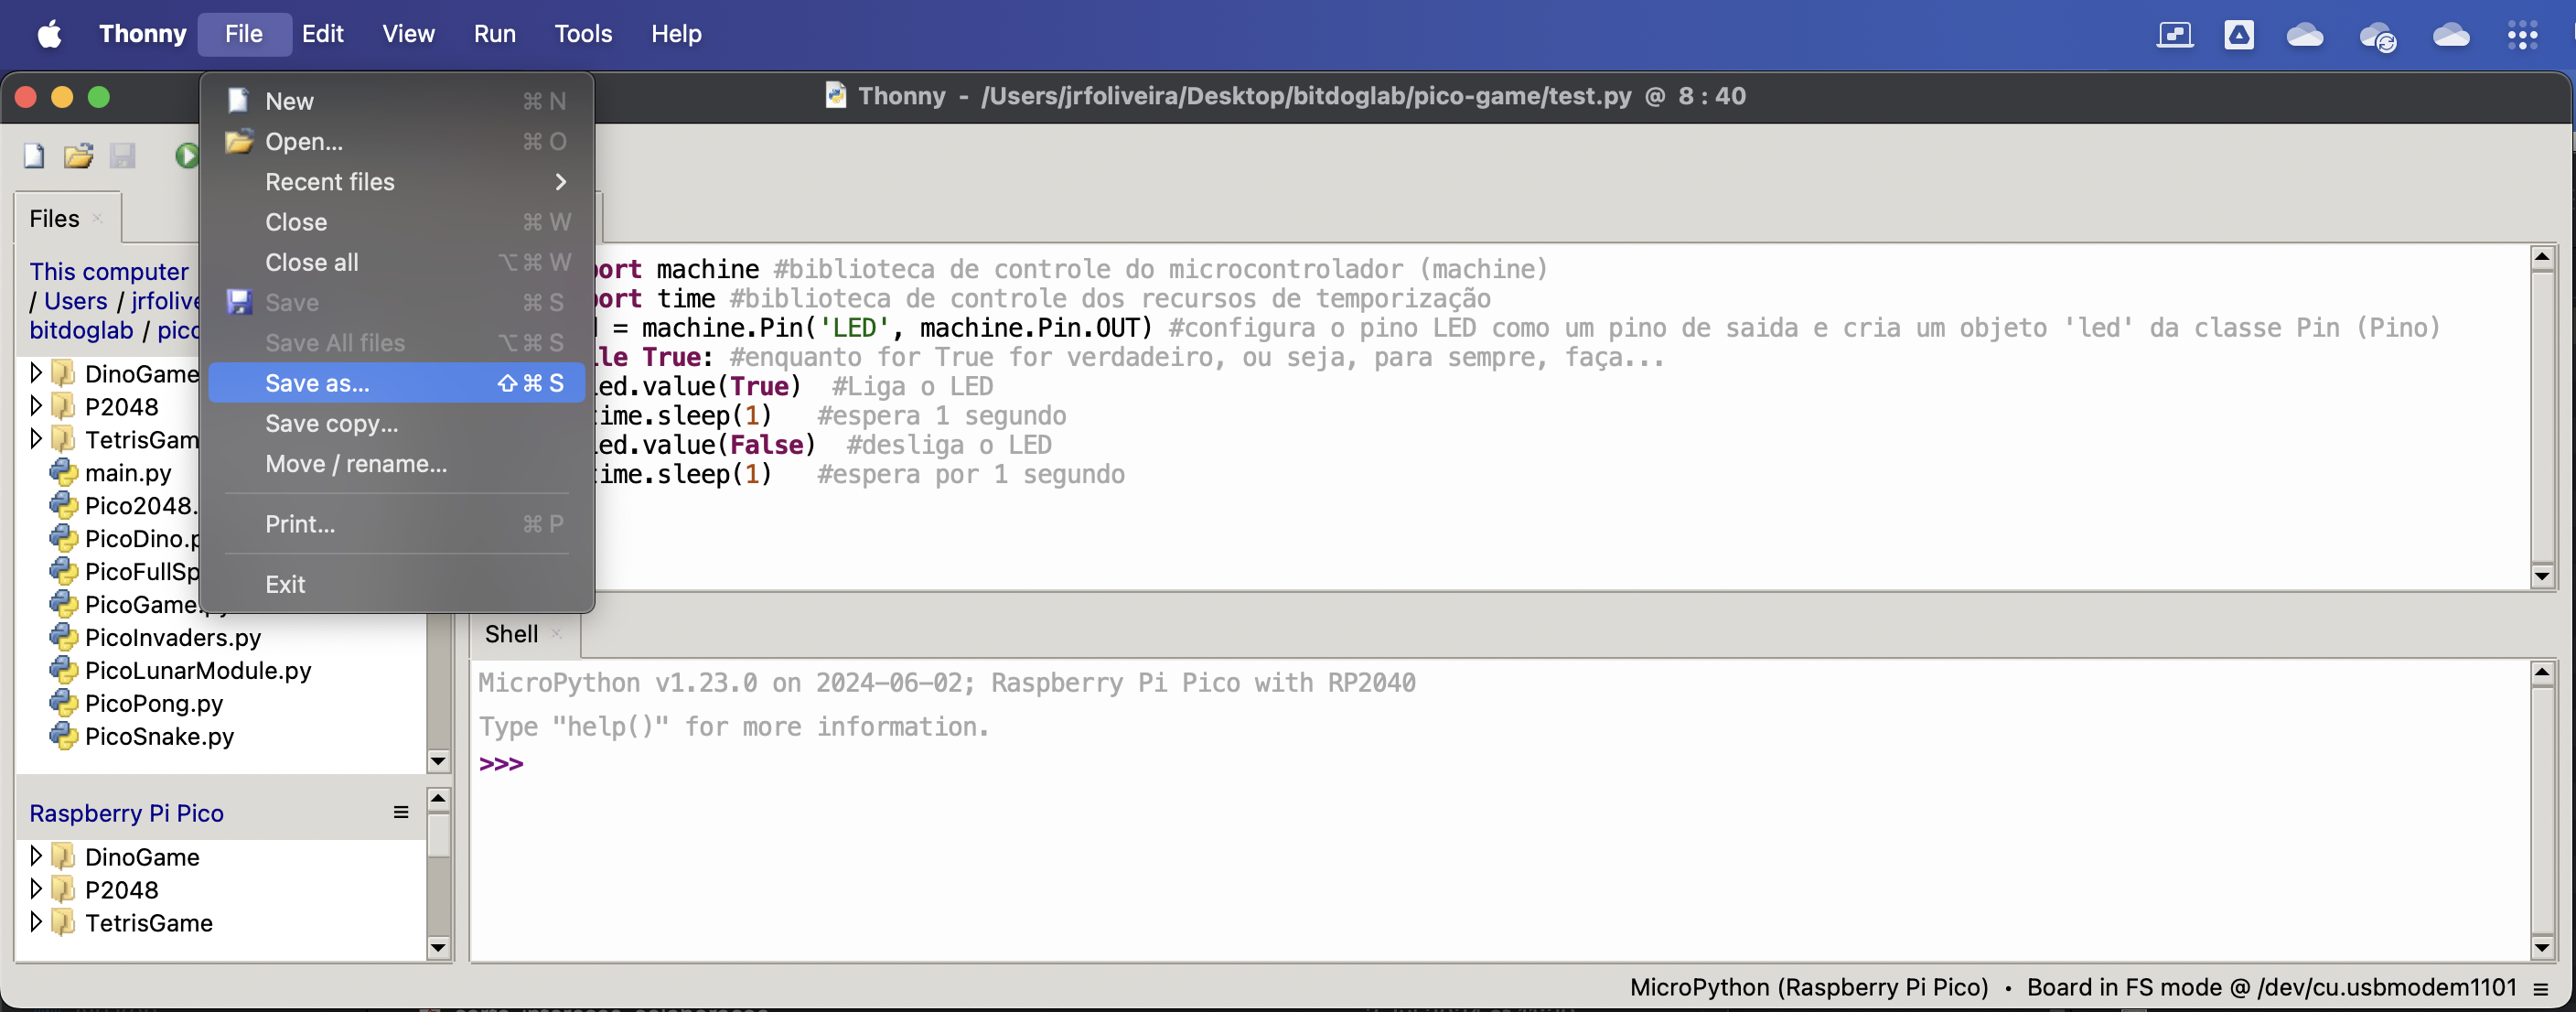 Thonny File Edit View Run Tools Help
Thonny - /Users/jrfoliveira/Desktop/bitdoglab/pico-game/test.py @ 8 : 40
New ⌘ N
Open... ⌘ O
Recent files
Close ⌘ W
Close all ⌥ ⌘ W
Save ⌘ S
Save All files ⌥ ⌘ S
Save as... ⇧ ⌘ S
Save copy...
Move / rename...
Print... ⌘ P
Exit
Files
This computer
/ Users / jrfolive
bitdoglab / pico
DinoGame
P2048
TetrisGam
main.py
Pico2048.
PicoDino.p
PicoFullSp
PicoGame.py
PicoInvaders.py
PicoLunarModule.py
PicoPong.py
PicoSnake.py
Raspberry Pi Pico
DinoGame
P2048
TetrisGame
port machine #biblioteca de controle do microcontrolador (machine)
port time #biblioteca de controle dos recursos de temporização
d = machine.Pin('LED', machine.Pin.OUT) #configura o pino LED como um pino de saida e cria um objeto 'led' da classe Pin (Pino)
ile True: #enquanto for True for verdadeiro, ou seja, para sempre, faça...
led.value(True) #Liga o LED
time.sleep(1) #espera 1 segundo
led.value(False) #desliga o LED
time.sleep(1) #espera por 1 segundo
Shell
MicroPython v1.23.0 on 2024-06-02; Raspberry Pi Pico with RP2040
Type "help()" for more information.
>>>
MicroPython (Raspberry Pi Pico) • Board in FS mode @ /dev/cu.usbmodem1101